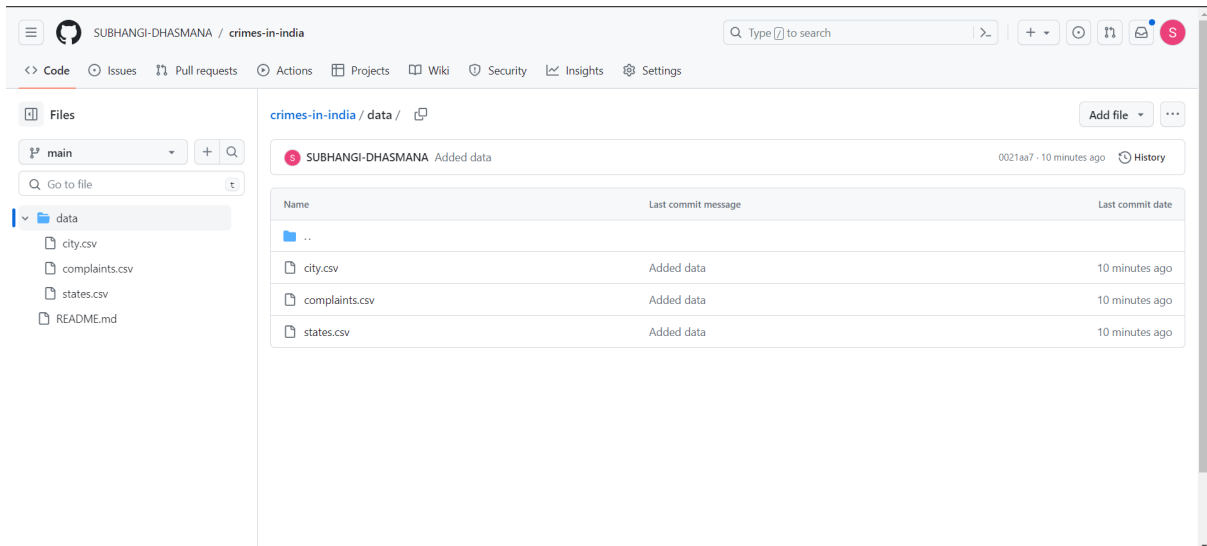 SUBHANGI-DHASMANA / crimes-in-india
Type / to search
S
Code
Issues
Pull requests
Actions
Projects
Wiki
Security
Insights
Settings
Files
main
Go to file
t
data
city.csv
complaints.csv
states.csv
README.md
crimes-in-india / data /
Add file
S SUBHANGI-DHASMANA Added data
0021aa7 · 10 minutes ago
History
Name Last commit message Last commit date
..
city.csv Added data 10 minutes ago
complaints.csv Added data 10 minutes ago
states.csv Added data 10 minutes ago